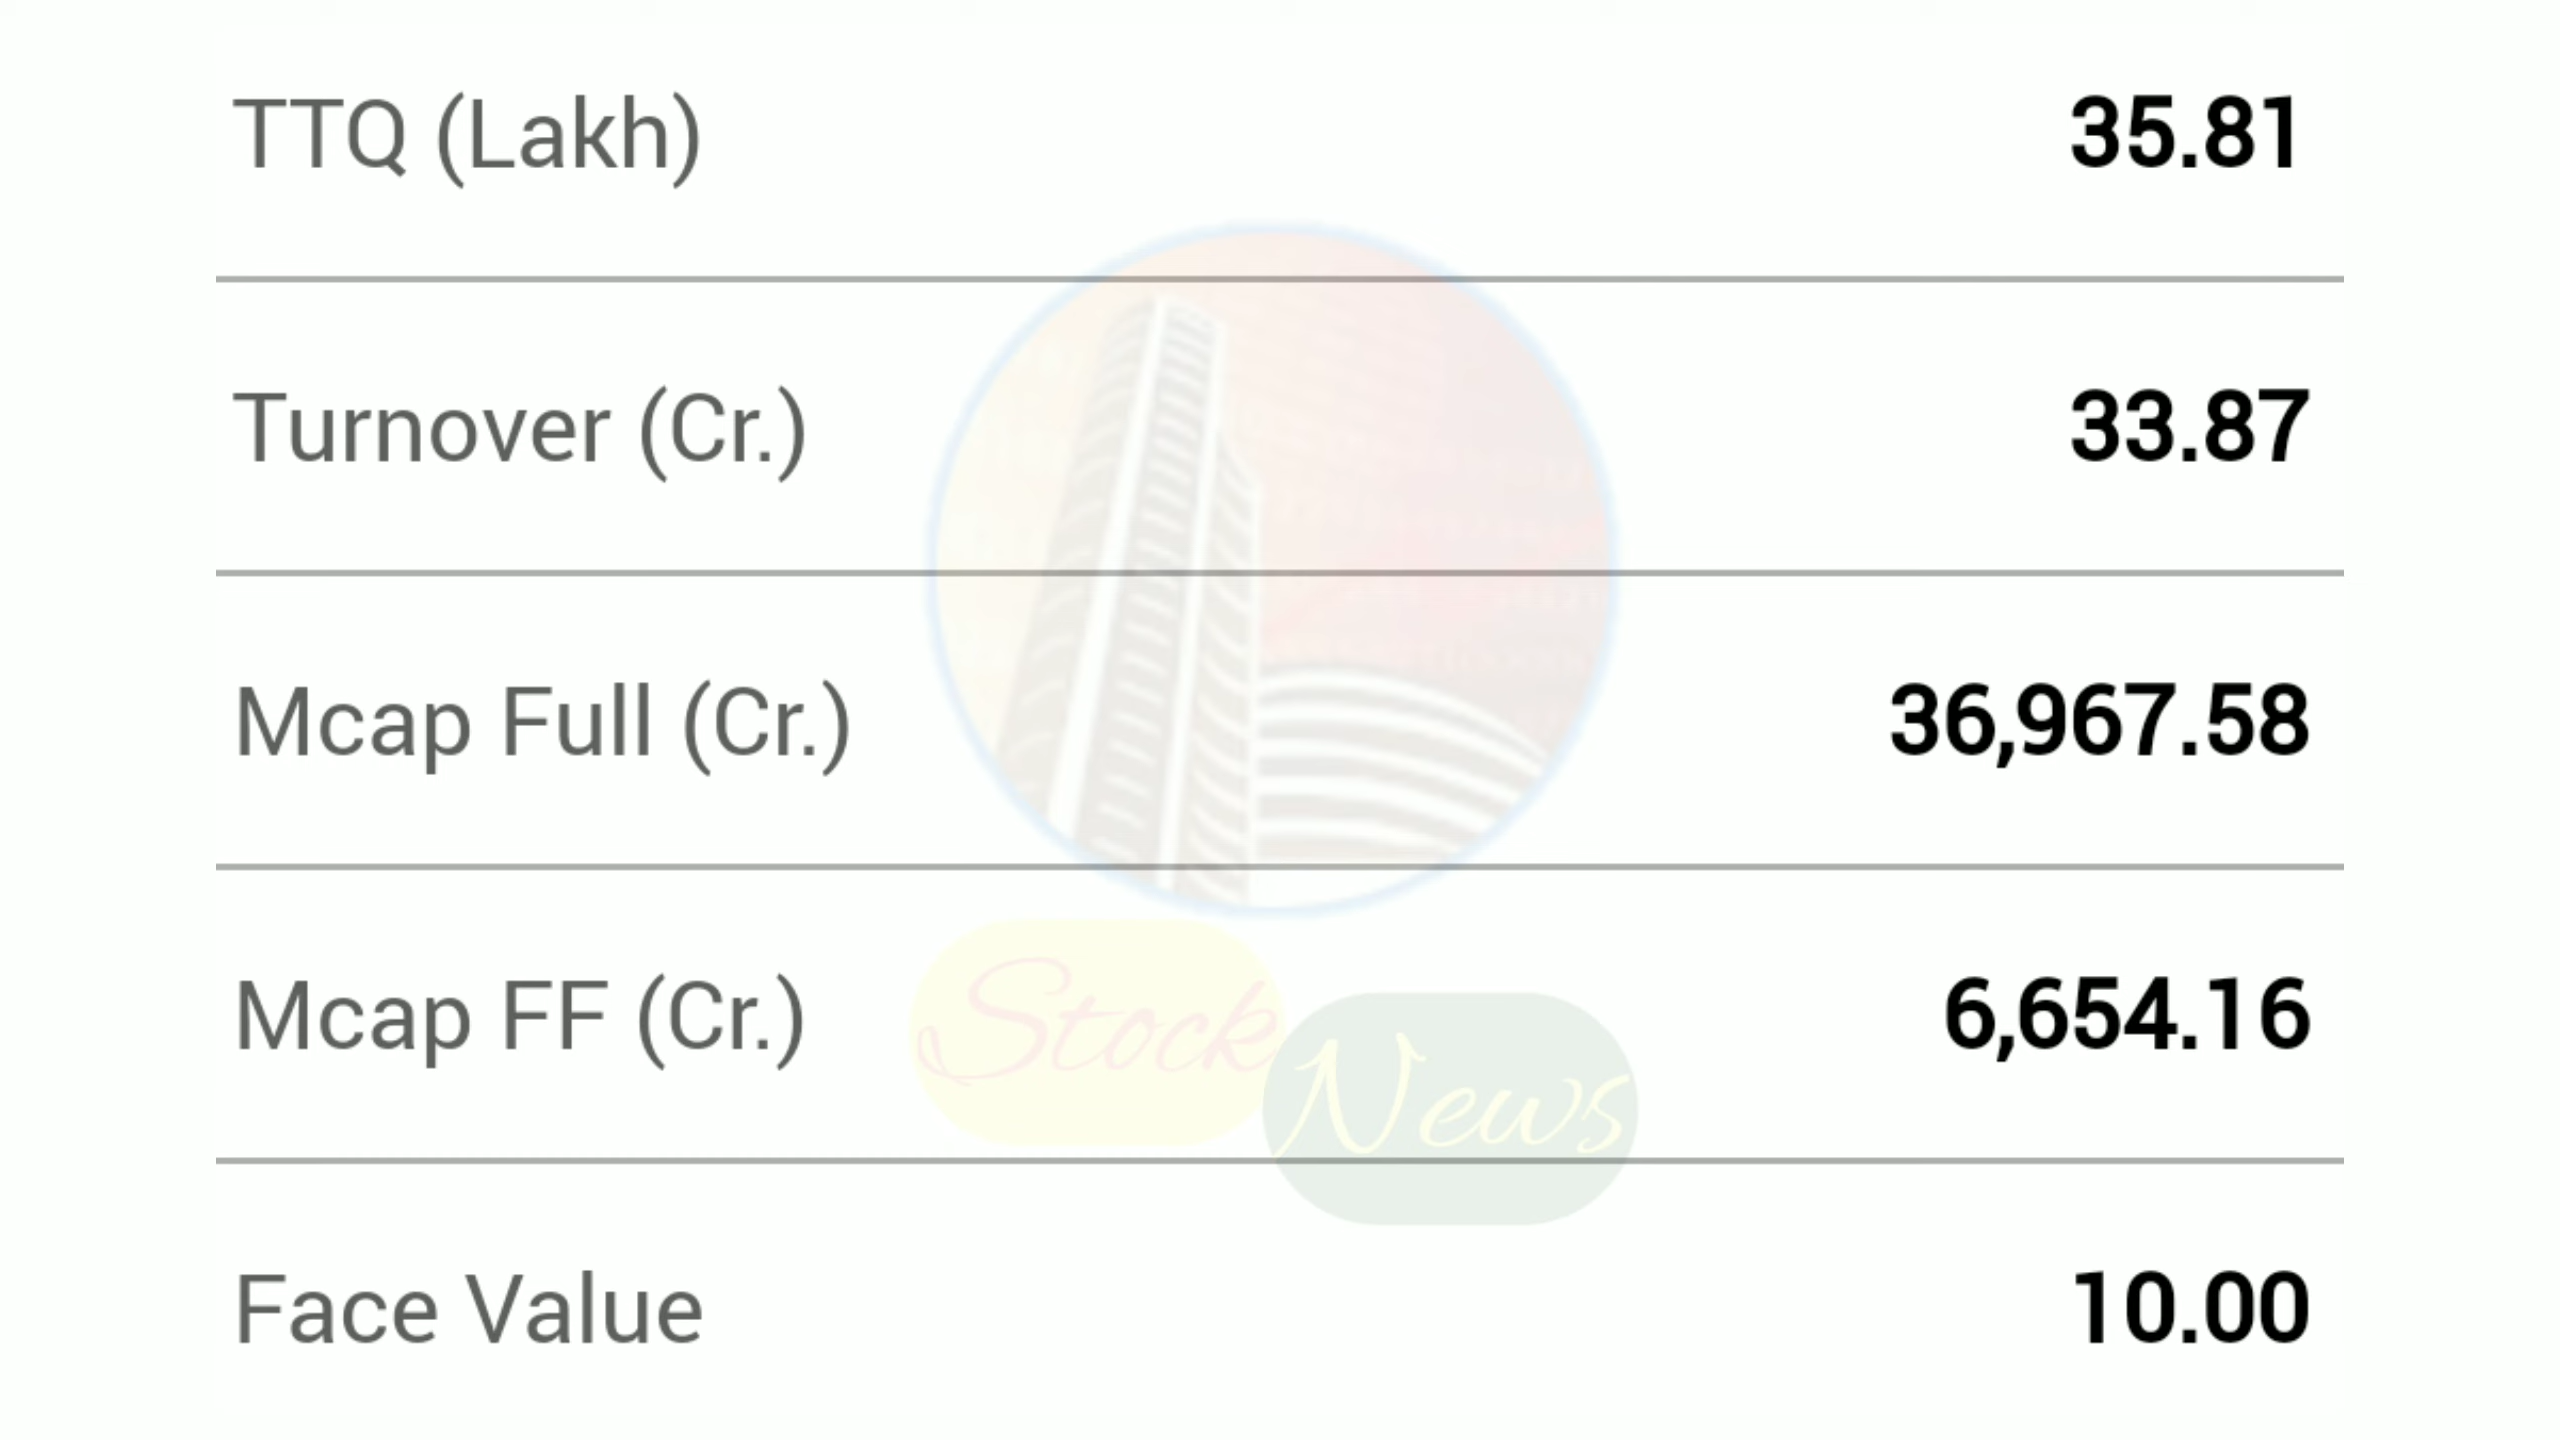 TTQ (Lakh) 35.81
Turnover (Cr.) 33.87
Mcap Full (Cr.) 36,967.58
Mcap FF (Cr.) 6,654.16
Stock
News
Face Value 10.00